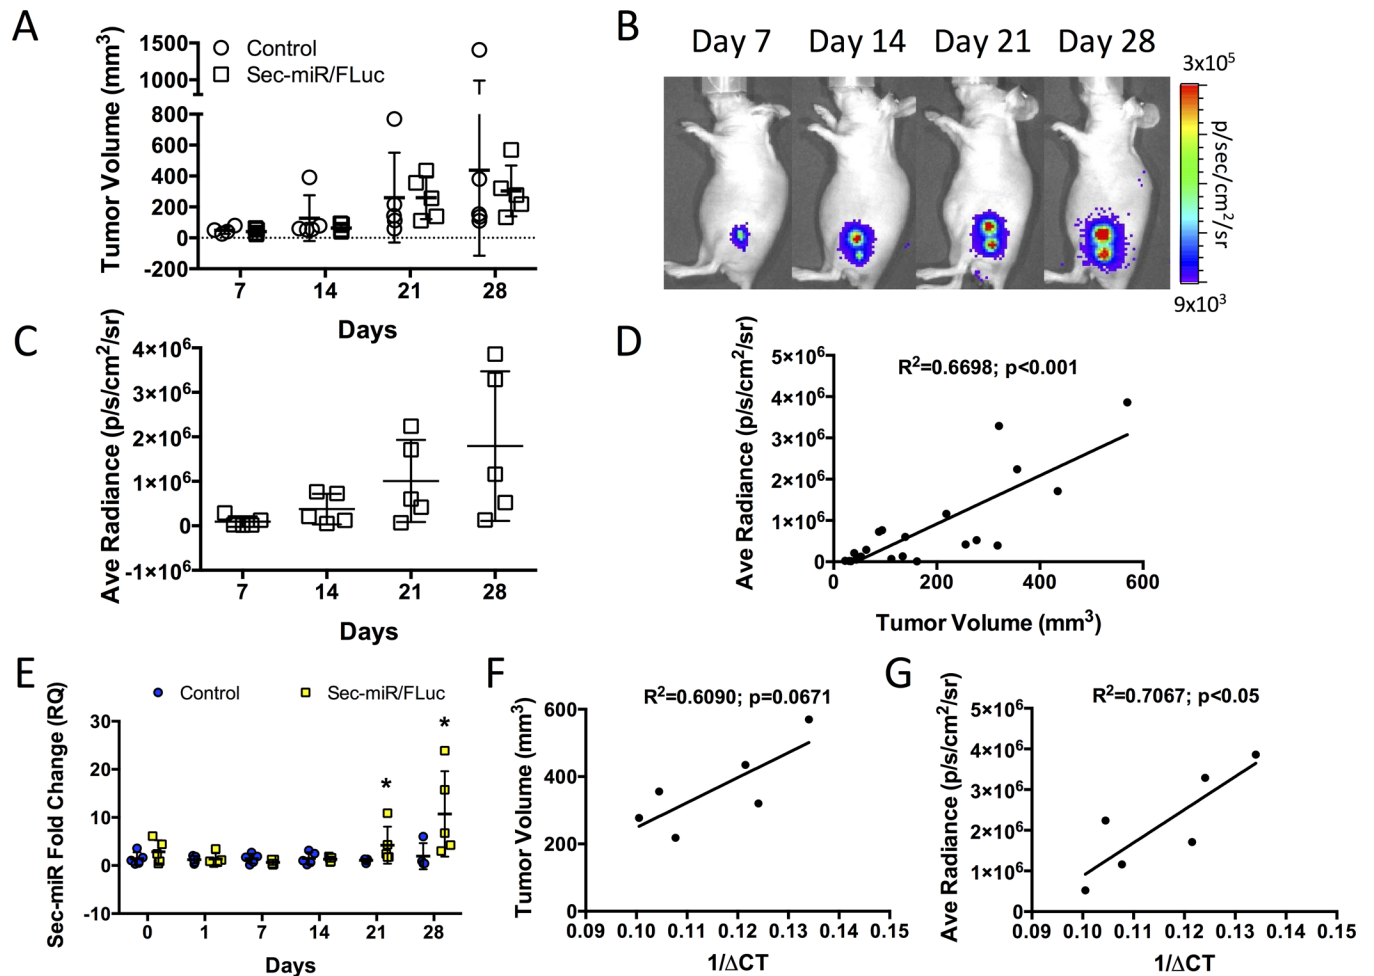 A
Tumor Volume (mm³)
1500
1000
800
600
400
200
0
-200
Control
Sec-miR/FLuc
7 14 21 28
Days
B
Day 7 Day 14 Day 21 Day 28
3x10⁵
p/sec/cm²/sr
9x10³
C
Ave Radiance (p/s/cm²/sr)
4×10⁶
3×10⁶
2×10⁶
1×10⁶
0
-1×10⁶
7 14 21 28
Days
D
Ave Radiance (p/s/cm²/sr)
5×10⁶
4×10⁶
3×10⁶
2×10⁶
1×10⁶
0
R²=0.6698; p<0.001
0 200 400 600
Tumor Volume (mm³)
E
Sec-miR Fold Change (RQ)
Control Sec-miR/FLuc
30
20
10
0
-10
*
*
0 1 7 14 21 28
Days
F
Tumor Volume (mm³)
R²=0.6090; p=0.0671
600
400
200
0
0.09 0.10 0.11 0.12 0.13 0.14 0.15
1/ΔCT
G
Ave Radiance (p/s/cm²/sr)
R²=0.7067; p<0.05
5×10⁶
4×10⁶
3×10⁶
2×10⁶
1×10⁶
0
0.09 0.10 0.11 0.12 0.13 0.14 0.15
1/ΔCT